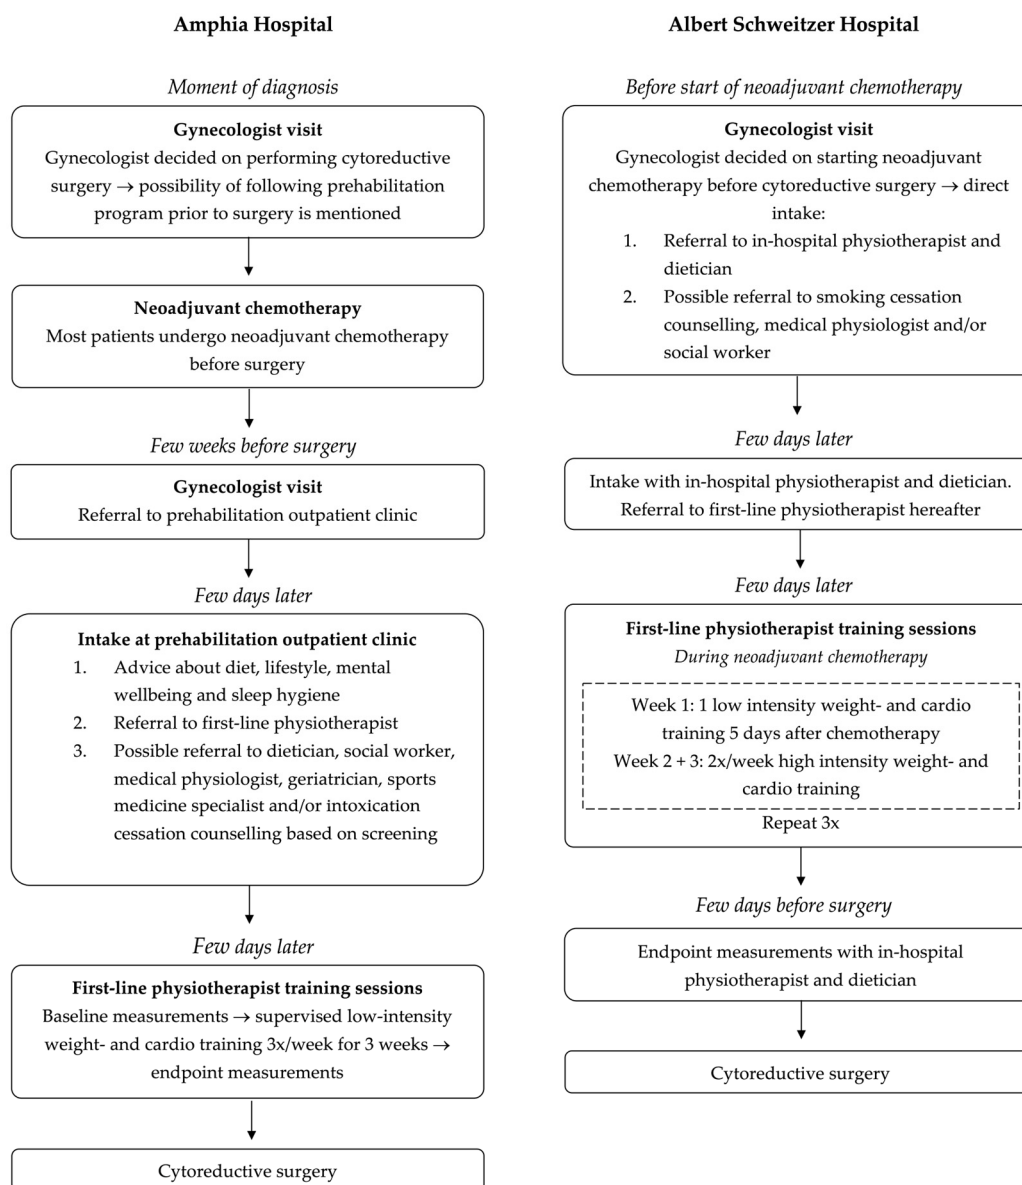 Amphia Hospital
Moment of diagnosis
Gynecologist visit
Gynecologist decided on performing cytoreductive
surgery → possibility of following prehabilitation
program prior to surgery is mentioned
Neoadjuvant chemotherapy
Most patients undergo neoadjuvant chemotherapy
before surgery
Few weeks before surgery
Gynecologist visit
Referral to prehabilitation outpatient clinic
Few days later
Intake at prehabilitation outpatient clinic
1. Advice about diet, lifestyle, mental
wellbeing and sleep hygiene
2. Referral to first-line physiotherapist
3. Possible referral to dietician, social worker,
medical physiologist, geriatrician, sports
medicine specialist and/or intoxication
cessation counselling based on screening
Few days later
First-line physiotherapist training sessions
Baseline measurements → supervised low-intensity
weight- and cardio training 3x/week for 3 weeks →
endpoint measurements
Cytoreductive surgery
Albert Schweitzer Hospital
Before start of neoadjuvant chemotherapy
Gynecologist visit
Gynecologist decided on starting neoadjuvant
chemotherapy before cytoreductive surgery → direct
intake:
1. Referral to in-hospital physiotherapist and
dietician
2. Possible referral to smoking cessation
counselling, medical physiologist and/or
social worker
Few days later
Intake with in-hospital physiotherapist and dietician.
Referral to first-line physiotherapist hereafter
Few days later
First-line physiotherapist training sessions
During neoadjuvant chemotherapy
Week 1: 1 low intensity weight- and cardio
training 5 days after chemotherapy
Week 2 + 3: 2x/week high intensity weight- and
cardio training
Repeat 3x
Few days before surgery
Endpoint measurements with in-hospital
physiotherapist and dietician
Cytoreductive surgery